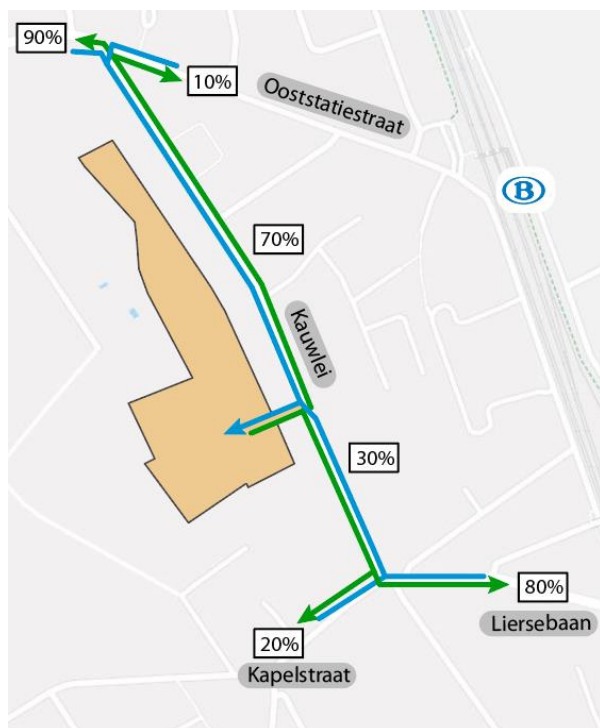 90%
10%
Ooststatiestraat
B
70%
Kauwlei
30%
80%
Liersebaan
20%
Kapelstraat